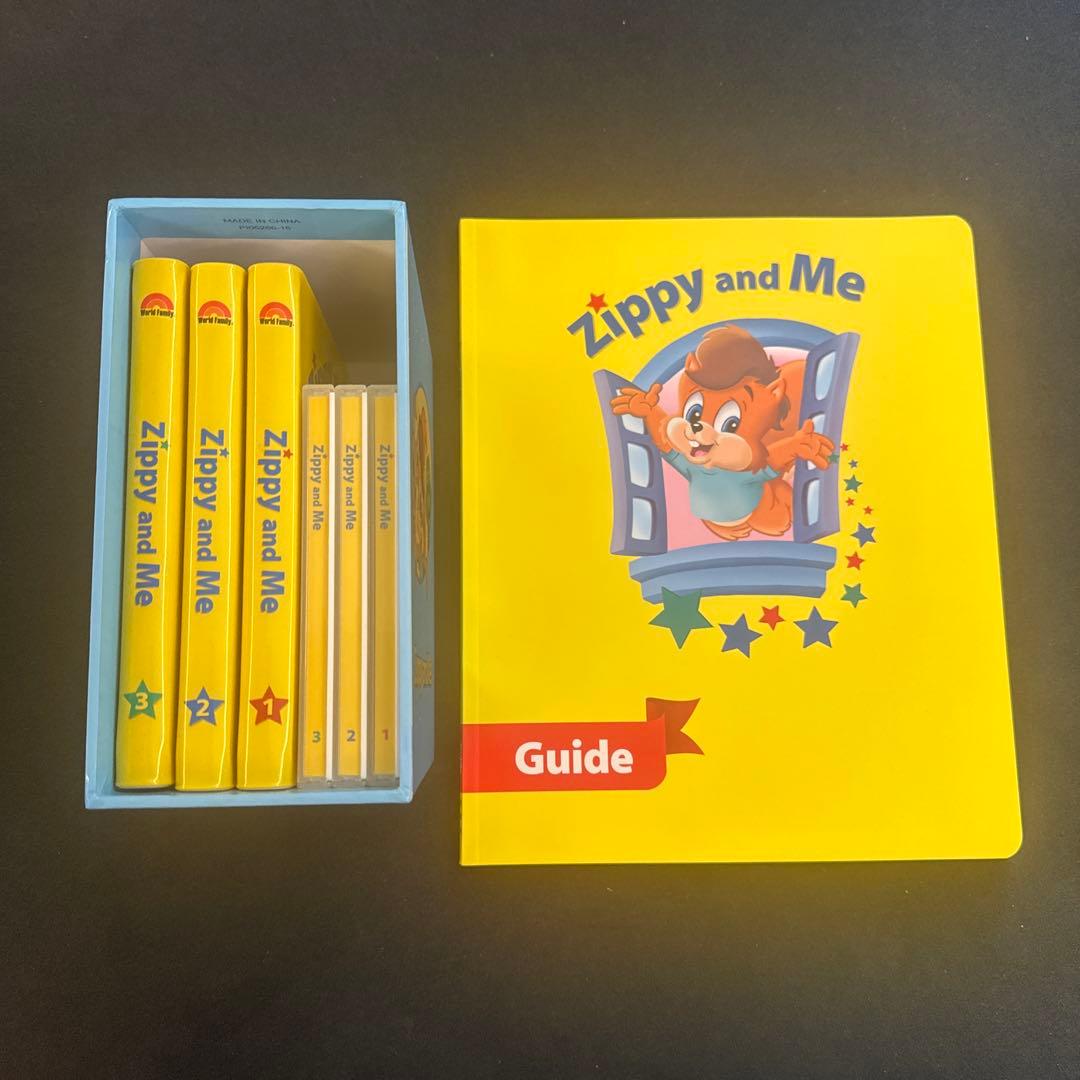 MADE IN CHINA
World Family.
Zippy and Me
3
World Family.
Zippy and Me
2
World Family.
Zippy and Me
1
Zippy and Me
3
Zippy and Me
2
Zippy and Me
1
Zippy and Me
Guide